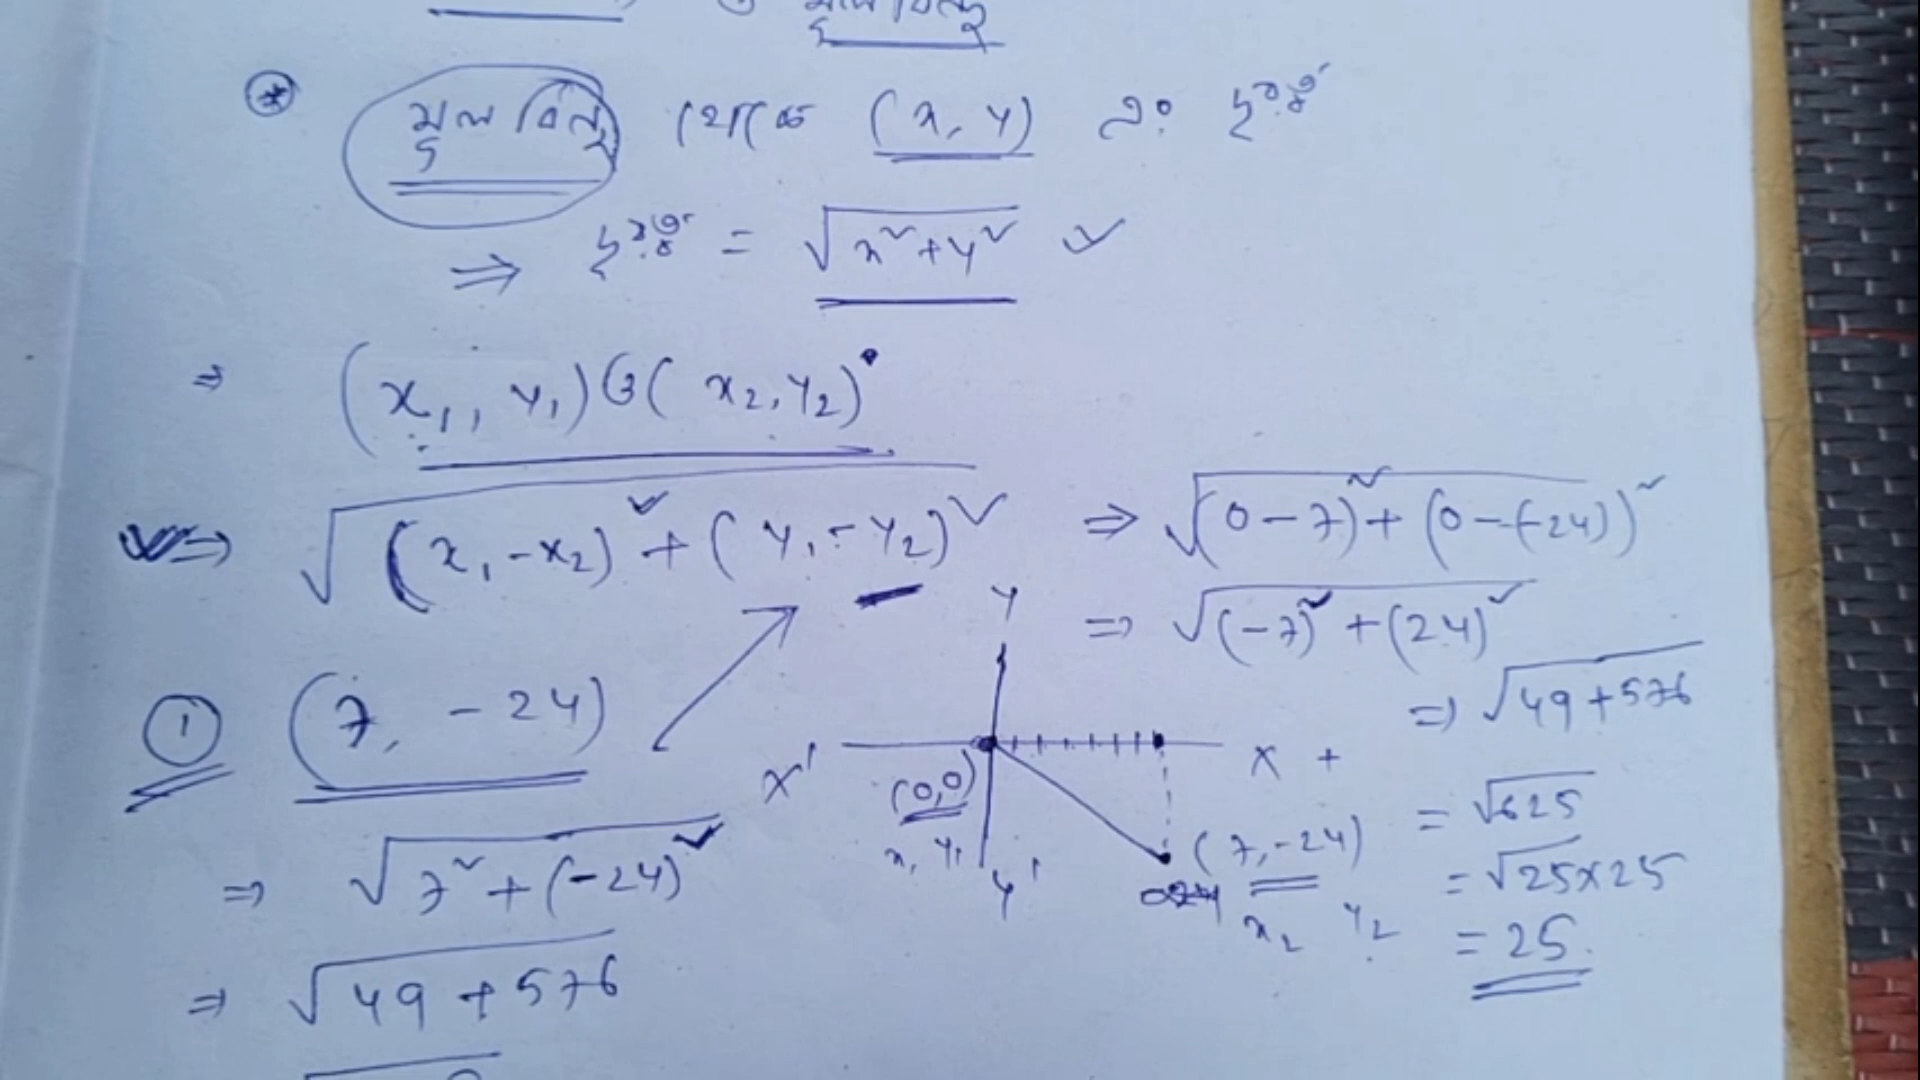 মূলবিন্দু
* মূলবিন্দু থেকে (x, y) এর দূরত্ব
⇒ দূরত্ব = √x²+y²
⇒ (x₁, y₁) ও (x₂, y₂)
⇒ √(x₁-x₂)² + (y₁-y₂)²
① (7, -24)
⇒ √7² + (-24)²
⇒ √49 + 576
Y
X'
X +
(0,0)
x, y₁
Y'
(7, -24)
x₂ y₂
⇒ √(0-7)² + (0-(-24))²
⇒ √(-7)² + (24)²
⇒ √49+576
= √625
= √25×25
= 25